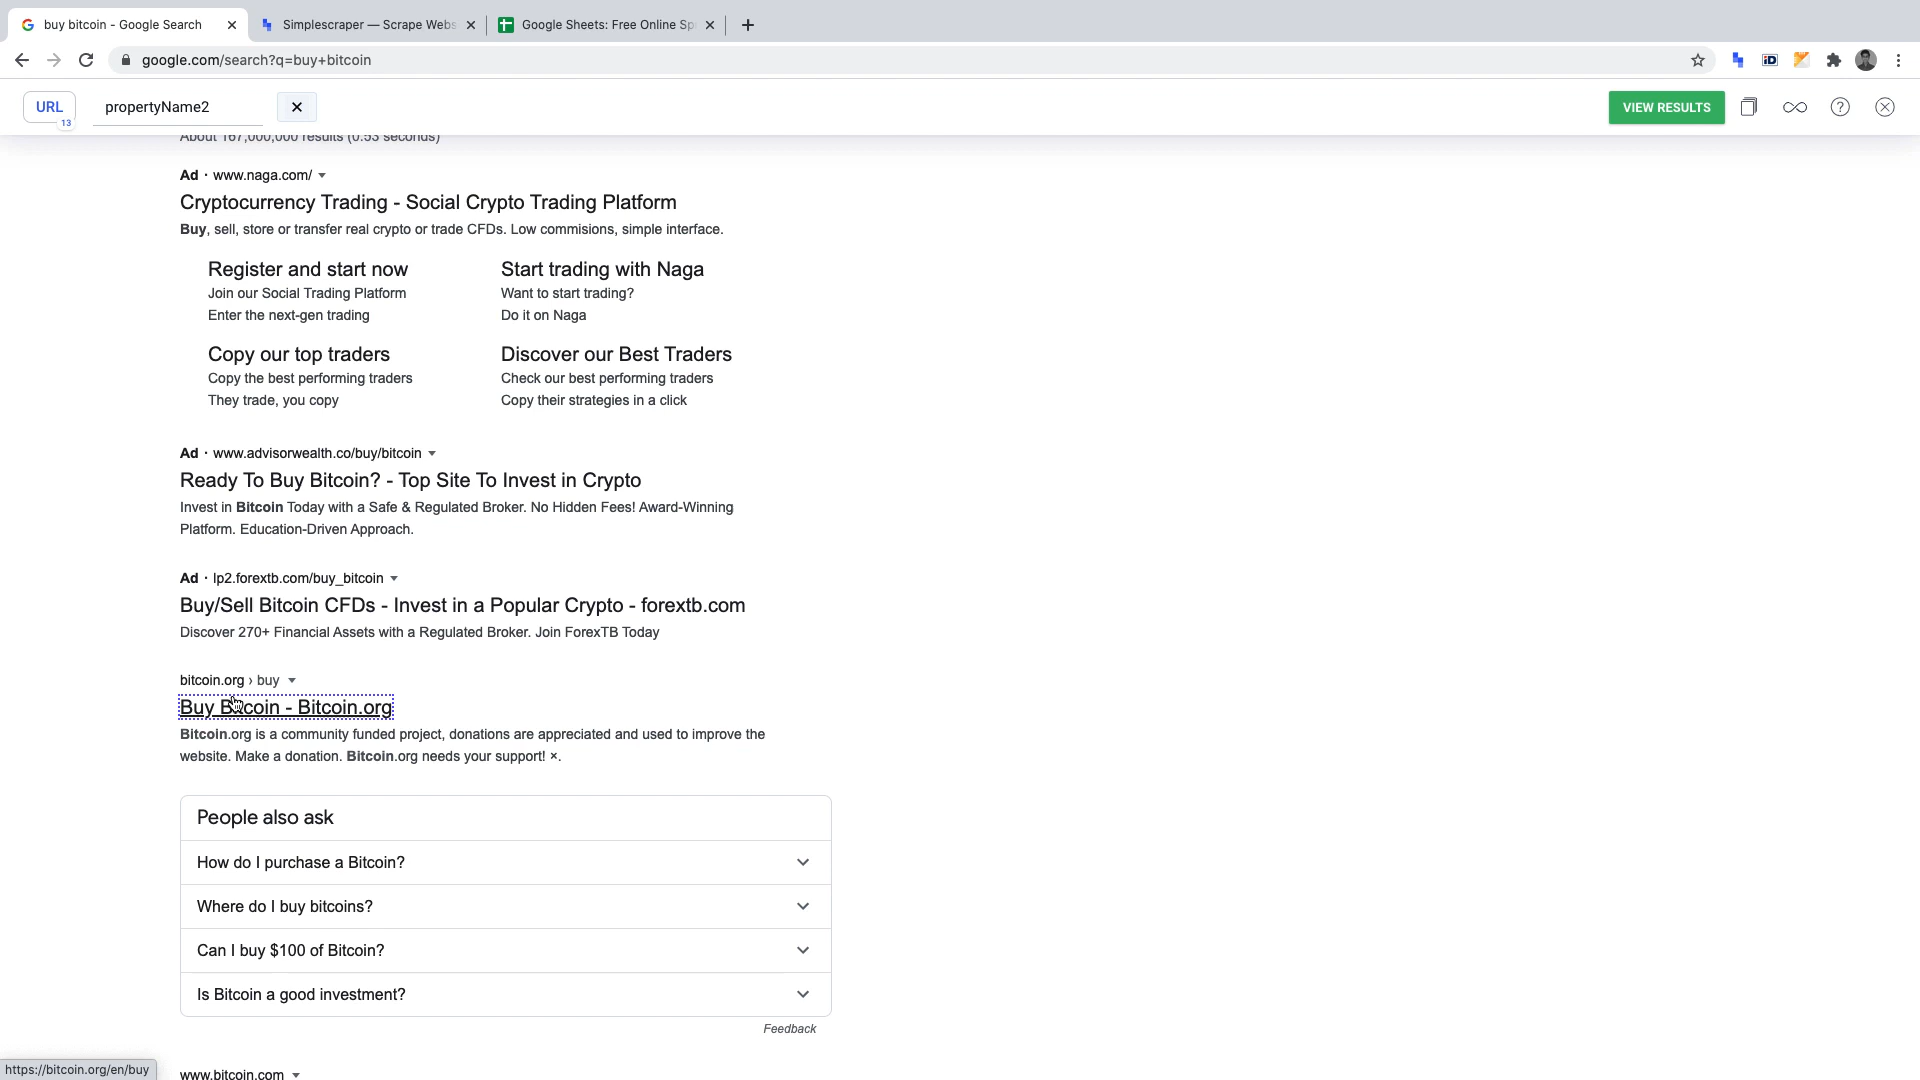 buy bitcoin - Google Search
Simplescraper — Scrape Webs
Google Sheets: Free Online Sp
google.com/search?q=buy+bitcoin
URL
13
propertyName2
VIEW RESULTS
About 167,000,000 results (0.53 seconds)
Ad · www.naga.com/
Cryptocurrency Trading - Social Crypto Trading Platform
Buy, sell, store or transfer real crypto or trade CFDs. Low commisions, simple interface.
Register and start now
Join our Social Trading Platform
Enter the next-gen trading
Start trading with Naga
Want to start trading?
Do it on Naga
Copy our top traders
Copy the best performing traders
They trade, you copy
Discover our Best Traders
Check our best performing traders
Copy their strategies in a click
Ad · www.advisorwealth.co/buy/bitcoin
Ready To Buy Bitcoin? - Top Site To Invest in Crypto
Invest in Bitcoin Today with a Safe & Regulated Broker. No Hidden Fees! Award-Winning
Platform. Education-Driven Approach.
Ad · lp2.forextb.com/buy_bitcoin
Buy/Sell Bitcoin CFDs - Invest in a Popular Crypto - forextb.com
Discover 270+ Financial Assets with a Regulated Broker. Join ForexTB Today
bitcoin.org › buy
Buy Bitcoin - Bitcoin.org
Bitcoin.org is a community funded project, donations are appreciated and used to improve the
website. Make a donation. Bitcoin.org needs your support! ×.
People also ask
How do I purchase a Bitcoin?
Where do I buy bitcoins?
Can I buy $100 of Bitcoin?
Is Bitcoin a good investment?
Feedback
https://bitcoin.org/en/buy
www.bitcoin.com